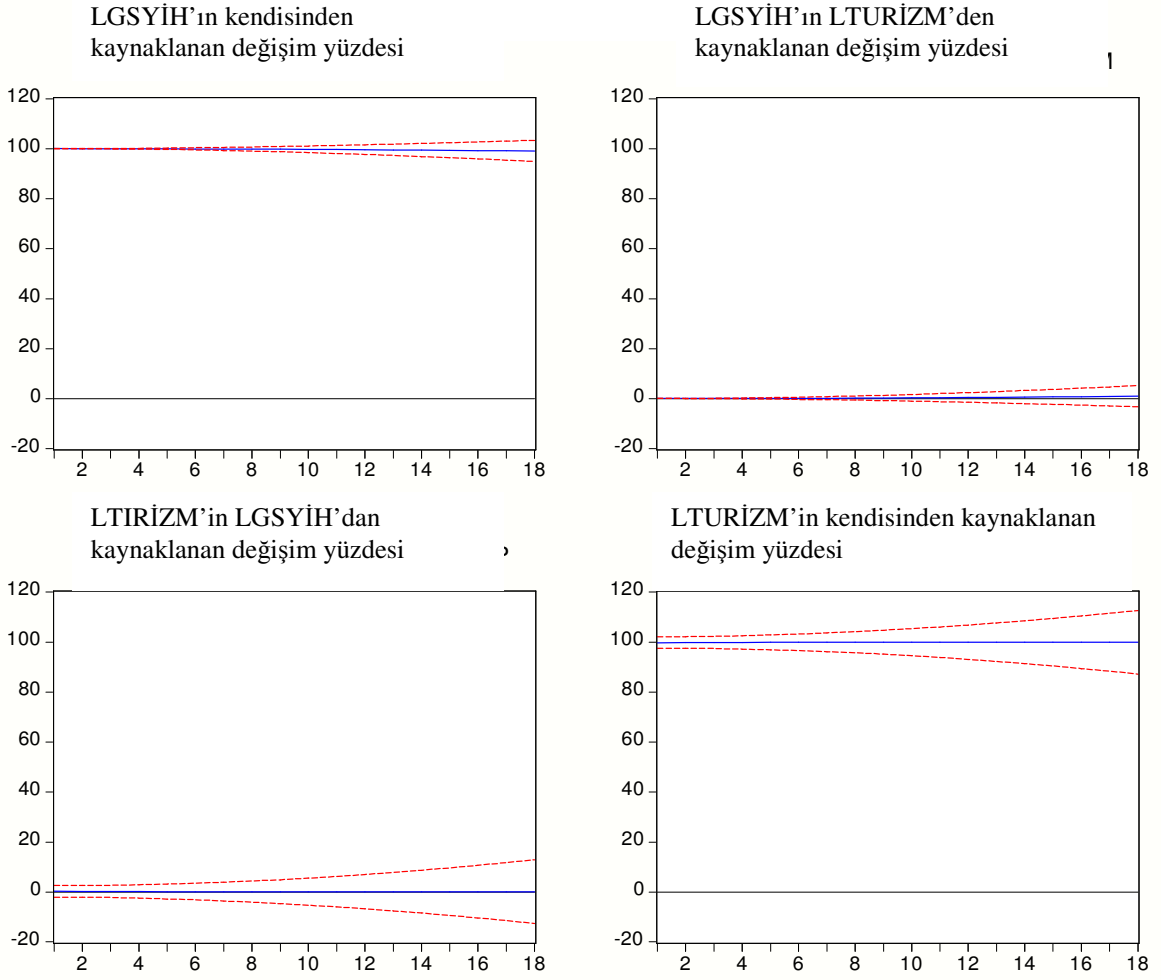 LGSYİH’ın kendisinden
kaynaklanan değişim yüzdesi
120
100
80
60
40
20
0
-20
2 4 6 8 10 12 14 16 18
LGSYİH’ın LTURİZM’den
kaynaklanan değişim yüzdesi
120
100
80
60
40
20
0
-20
2 4 6 8 10 12 14 16 18
LTIRİZM’in LGSYİH’dan
kaynaklanan değişim yüzdesi
120
100
80
60
40
20
0
-20
2 4 6 8 10 12 14 16 18
LTURİZM’in kendisinden kaynaklanan
değişim yüzdesi
120
100
80
60
40
20
0
-20
2 4 6 8 10 12 14 16 18